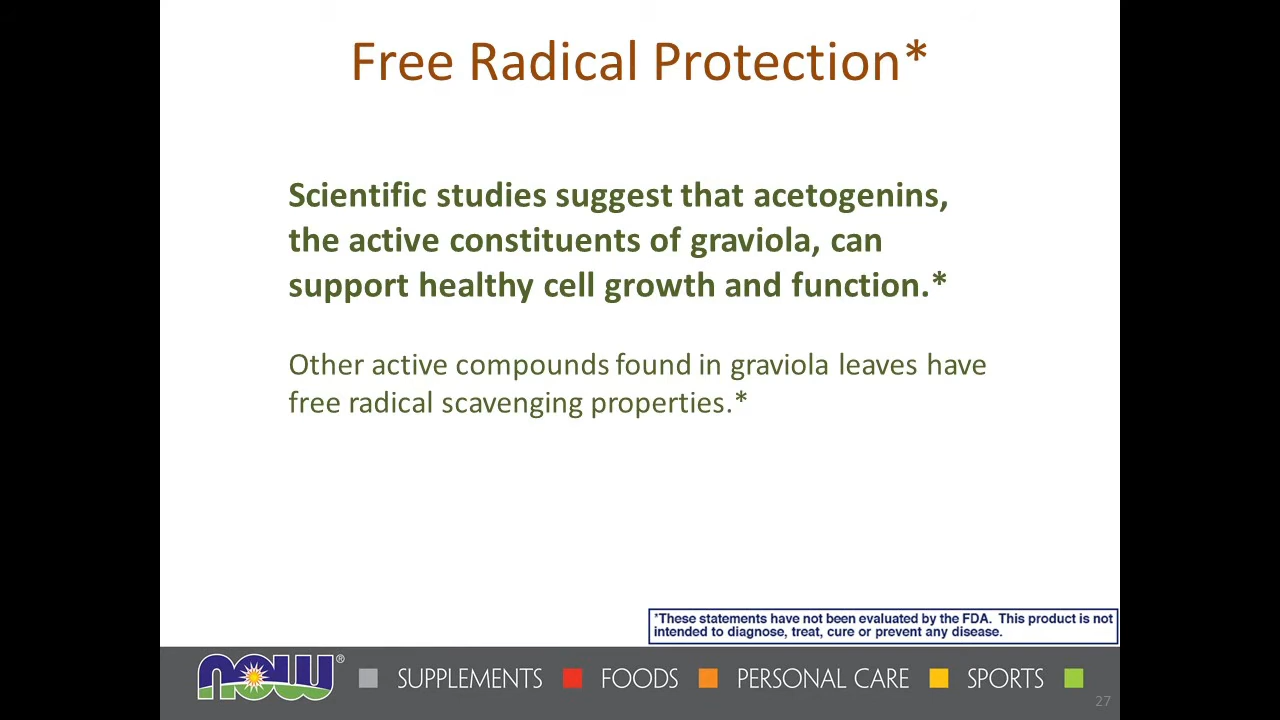 Free Radical Protection*
Scientific studies suggest that acetogenins,
the active constituents of graviola, can
support healthy cell growth and function.*
Other active compounds found in graviola leaves have
free radical scavenging properties.*
*These statements have not been evaluated by the FDA. This product is not
intended to diagnose, treat, cure or prevent any disease.
now® SUPPLEMENTS FOODS PERSONAL CARE SPORTS
27